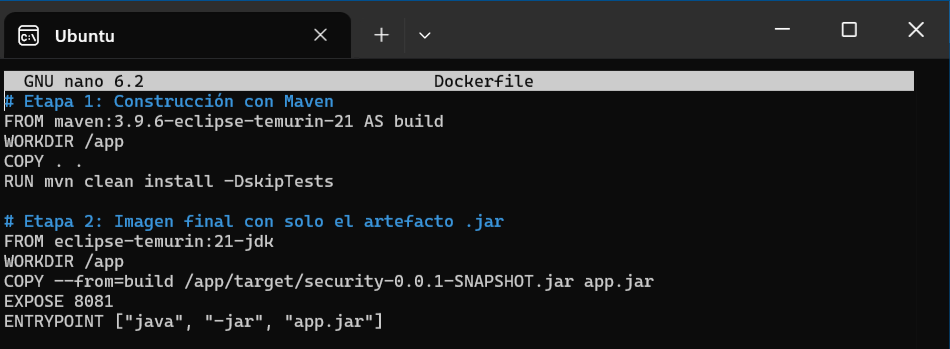 Ubuntu
GNU nano 6.2 Dockerfile
# Etapa 1: Construcción con Maven
FROM maven:3.9.6-eclipse-temurin-21 AS build
WORKDIR /app
COPY . .
RUN mvn clean install -DskipTests
# Etapa 2: Imagen final con solo el artefacto .jar
FROM eclipse-temurin:21-jdk
WORKDIR /app
COPY --from=build /app/target/security-0.0.1-SNAPSHOT.jar app.jar
EXPOSE 8081
ENTRYPOINT ["java", "-jar", "app.jar"]